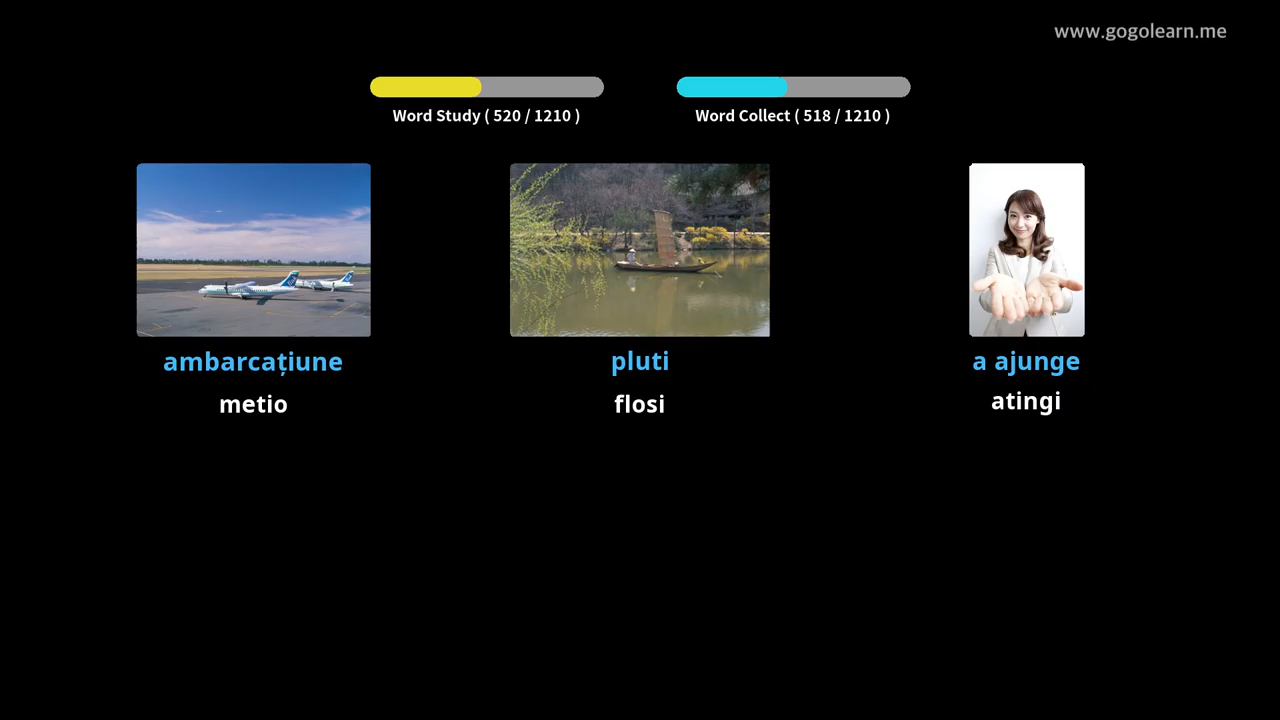 www.gogolearn.me
Word Study ( 520 / 1210 )
Word Collect ( 518 / 1210 )
ambarcațiune
pluti
a ajunge
metio
flosi
atingi